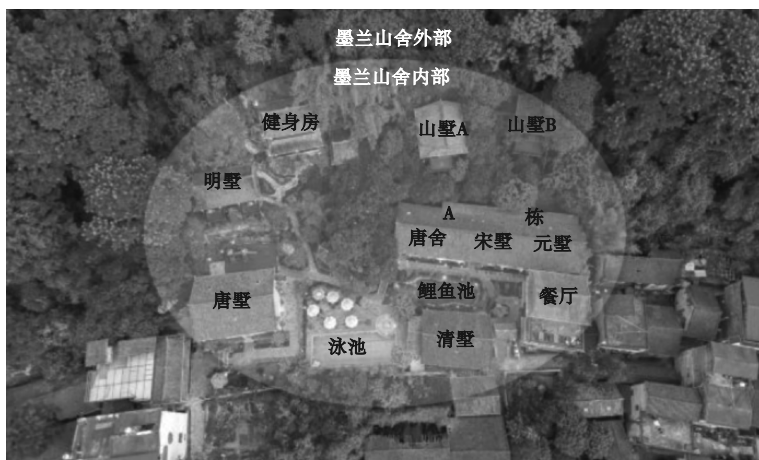 墨兰山舍外部
墨兰山舍内部
健身房
山墅A
山墅B
明墅
A 栋
唐舍 宋墅 元墅
唐墅
鲤鱼池
餐厅
泳池
清墅